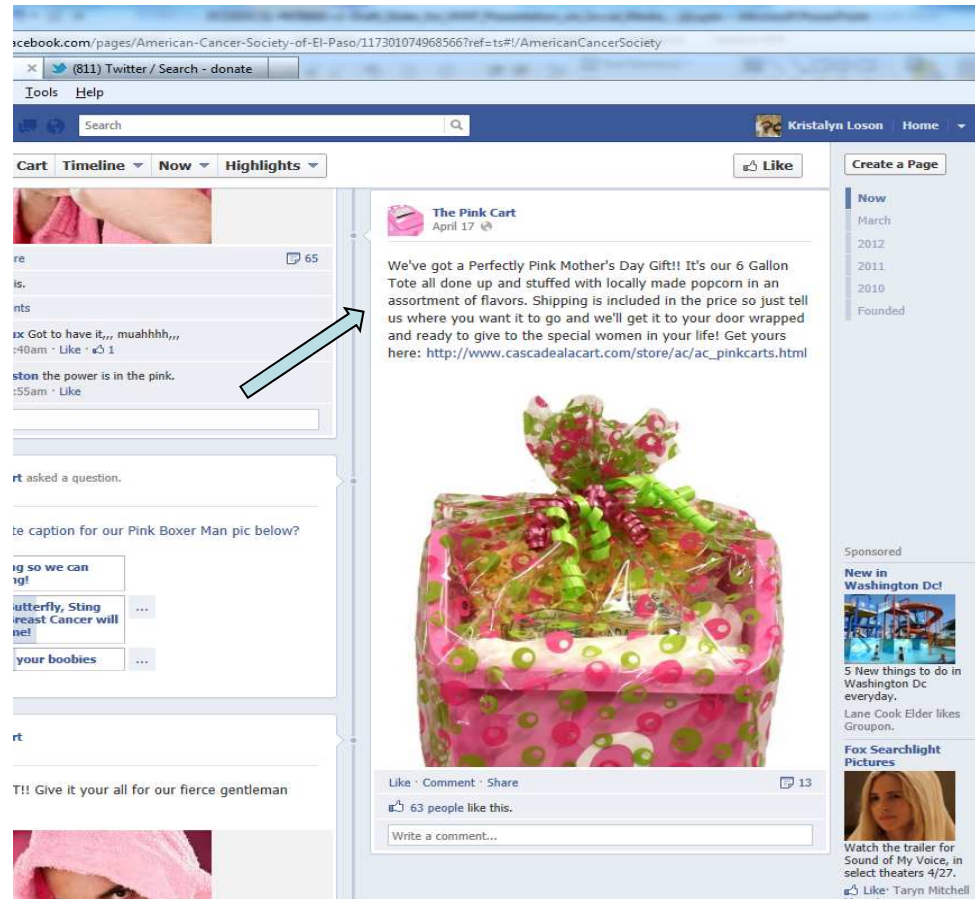 acebook.com/pages/American-Cancer-Society-of-El-Paso/117301074968566?ref=ts#!/AmericanCancerSociety
(811) Twitter / Search - donate
Tools Help
Search
Kristalyn Loson Home
Cart Timeline Now Highlights
Like
Create a Page
re 65
is.
nts
ux Got to have it,,, muahhhh,,,
:40am · Like · 1
ston the power is in the pink.
:55am · Like
rt asked a question.
te caption for our Pink Boxer Man pic below?
ng so we can
ng!
utterfly, Sting ...
reast Cancer will
me!
your boobies ...
rt
T!! Give it your all for our fierce gentleman
The Pink Cart
April 17
We've got a Perfectly Pink Mother's Day Gift!! It's our 6 Gallon
Tote all done up and stuffed with locally made popcorn in an
assortment of flavors. Shipping is included in the price so just tell
us where you want it to go and we'll get it to your door wrapped
and ready to give to the special women in your life! Get yours
here: http://www.cascadealacart.com/store/ac/ac_pinkcarts.html
Like · Comment · Share 13
63 people like this.
Write a comment...
Now
March
2012
2011
2010
Founded
Sponsored
New in
Washington Dc!
5 New things to do in
Washington Dc
everyday.
Lane Cook Elder likes
Groupon.
Fox Searchlight
Pictures
Watch the trailer for
Sound of My Voice, in
select theaters 4/27.
Like · Taryn Mitchell